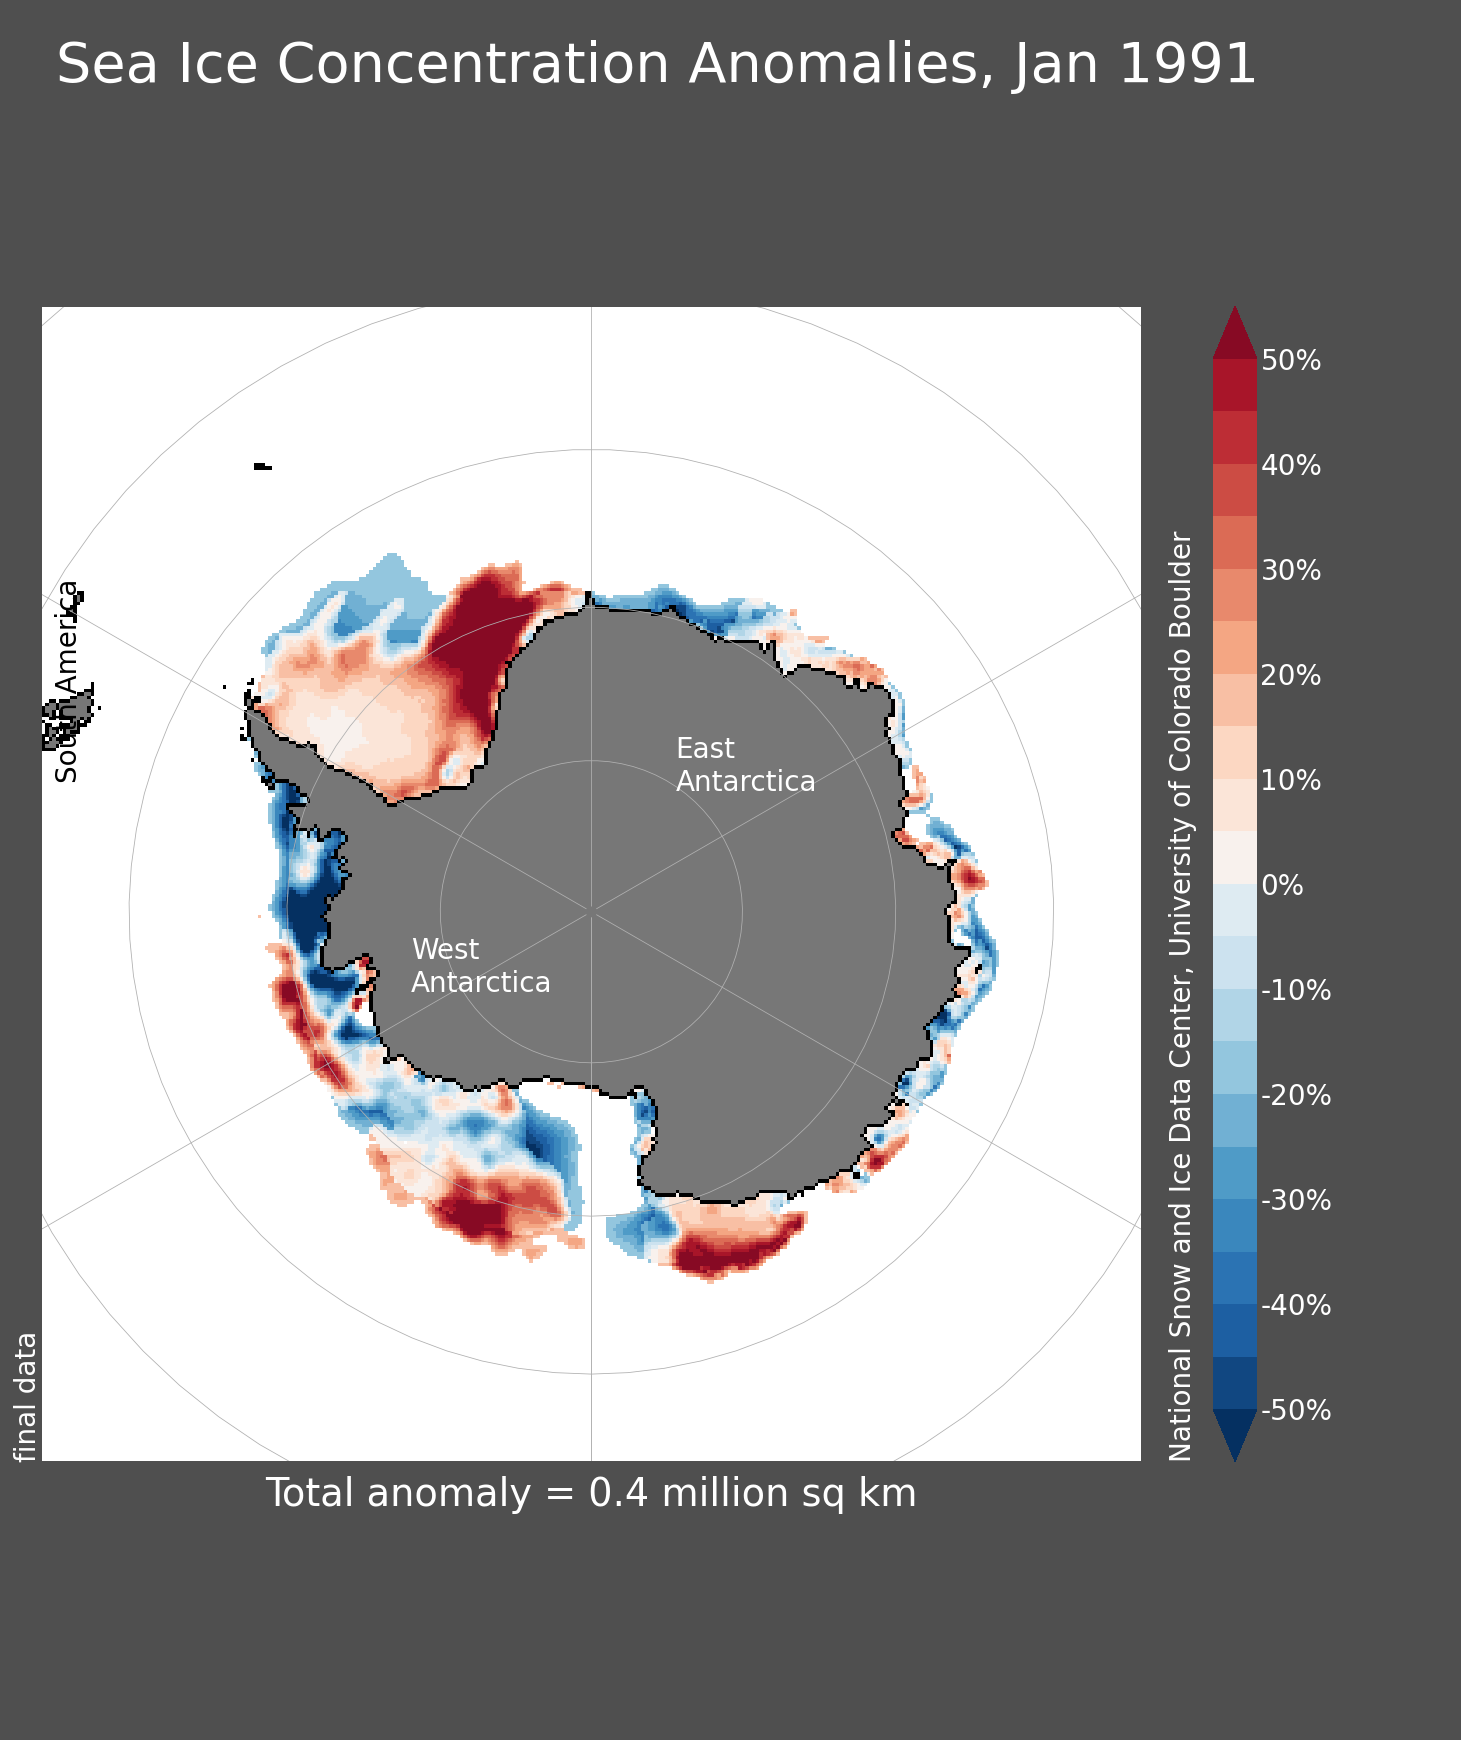 Sea Ice Concentration Anomalies, Jan 1991
South America
East
Antarctica
West
Antarctica
final data
National Snow and Ice Data Center, University of Colorado Boulder
50%
40%
30%
20%
10%
0%
-10%
-20%
-30%
-40%
-50%
Total anomaly = 0.4 million sq km